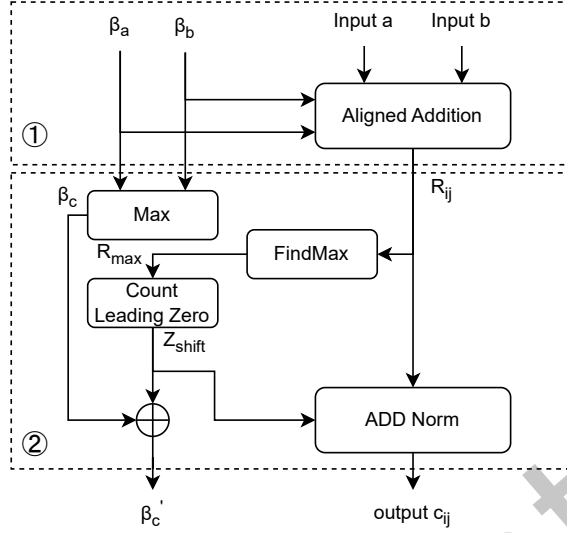 βa βb Input a Input b
Aligned Addition
①
βc Rij
Max
Rmax FindMax
Count
Leading Zero
Zshift
ADD Norm
②
βc' output cij